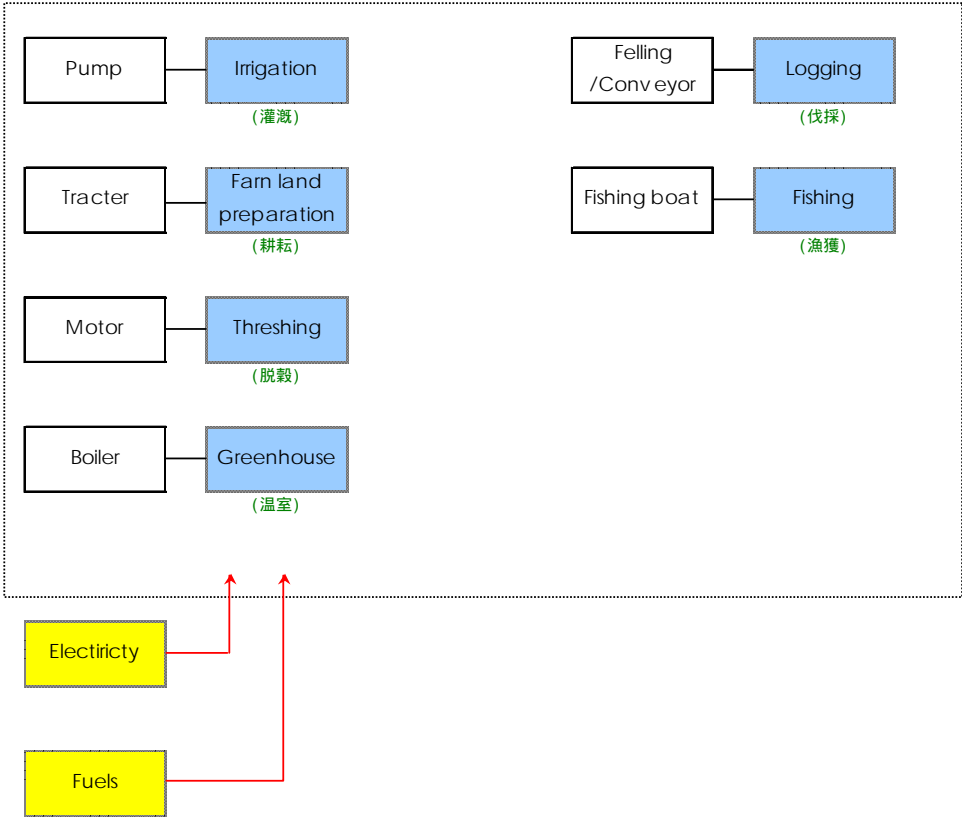 Pump
Irrigation
(灌漑)
Felling
/Conveyor
Logging
(伐採)
Tracter
Farn land
preparation
(耕耘)
Fishing boat
Fishing
(漁獲)
Motor
Threshing
(脱穀)
Boiler
Greenhouse
(温室)
Electiricty
Fuels